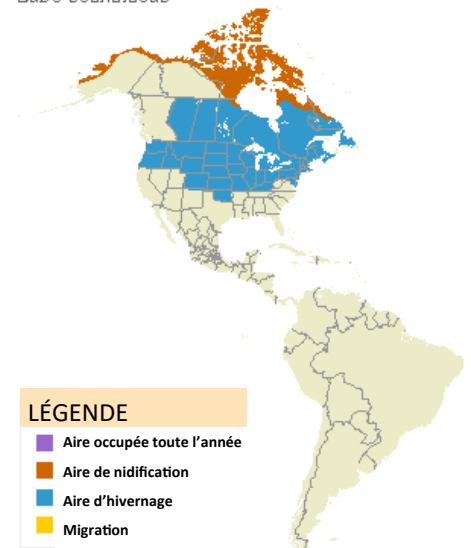 LÉGENDE
Aire occupée toute l’année
Aire de nidification
Aire d’hivernage
Migration